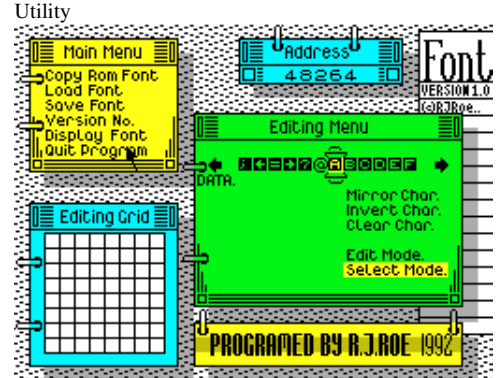 Utility
Main Menu
Copy Rom Font
Load Font
Save Font
Version No.
Display Font
Quit Program
Address
48264
Font
VERSION 1.0
(c)R.J.Roe..
Editing Menu
!←=→?@ABCDEF
DATA.
Mirror Char.
Invert Char.
Clear Char.
Edit Mode.
Select Mode.
Editing Grid
PROGRAMED BY R.J.ROE 1992